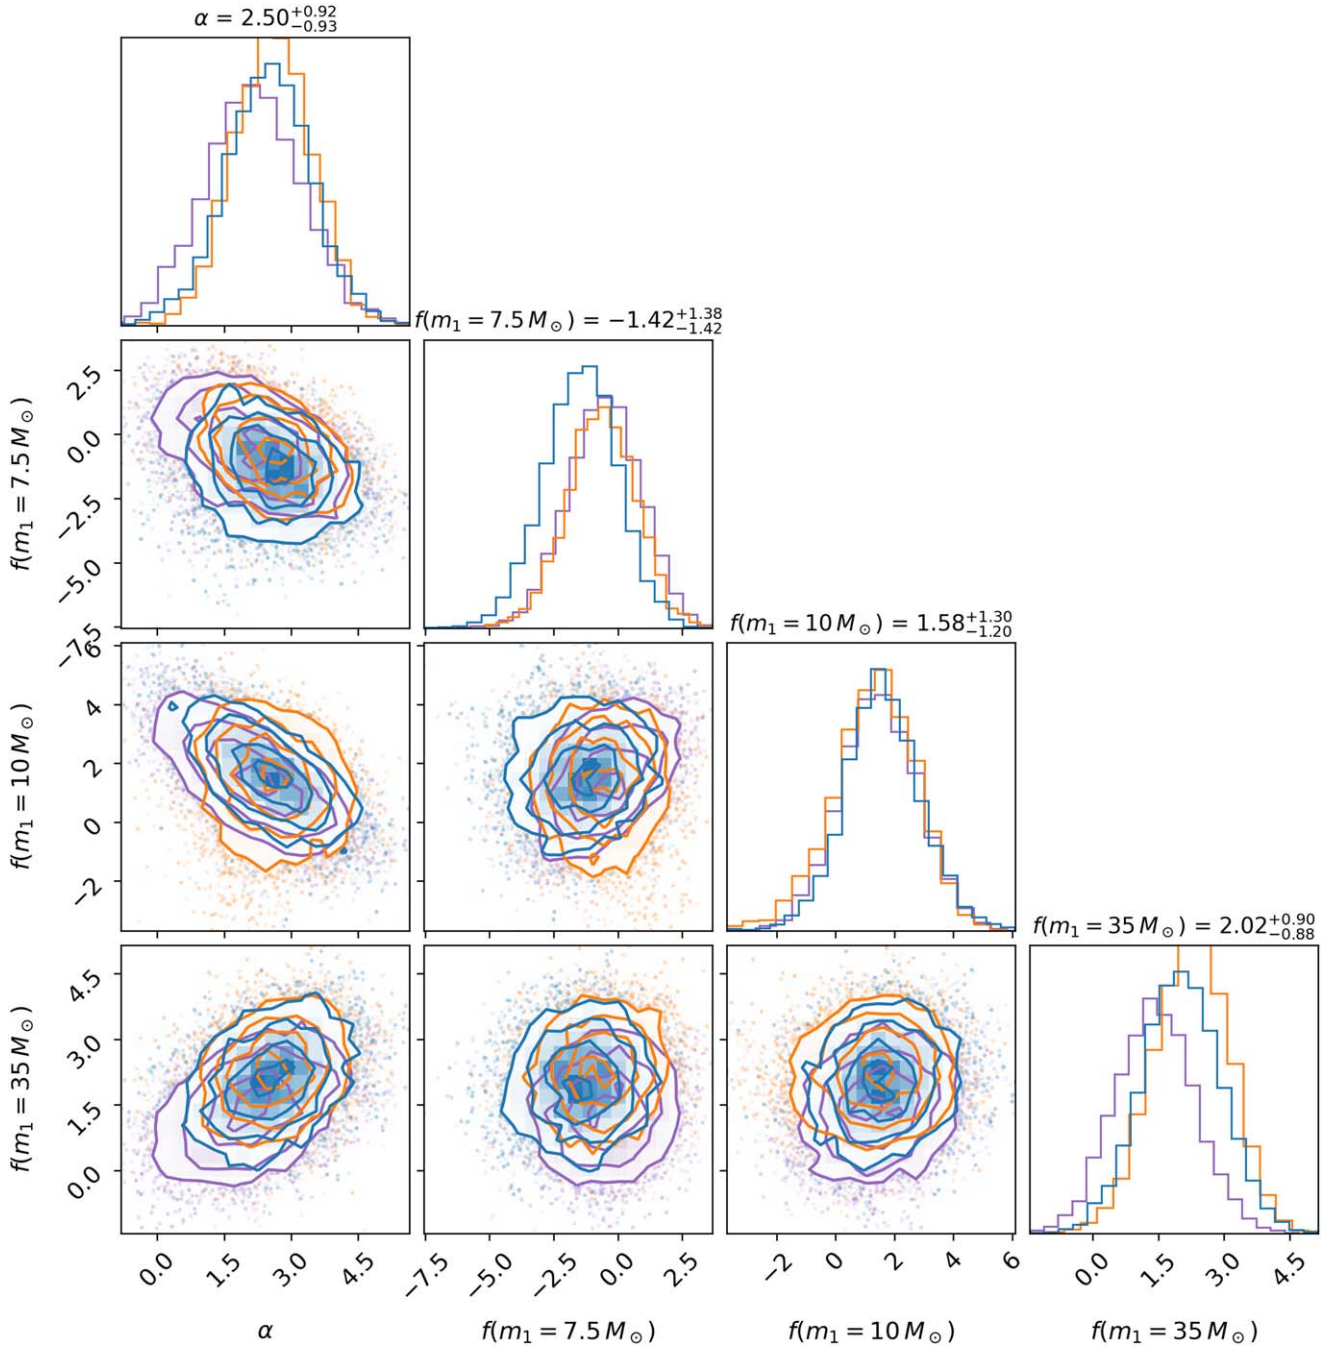 α = 2.50^{+0.92}_{-0.93}
f(m₁ = 7.5 M⊙) = −1.42^{+1.38}_{-1.42}
2.5
0.0
−2.5
−5.0
−7.5
f(m₁ = 7.5 M⊙)
f(m₁ = 10 M⊙) = 1.58^{+1.30}_{-1.20}
6
4
2
0
−2
f(m₁ = 10 M⊙)
f(m₁ = 35 M⊙) = 2.02^{+0.90}_{-0.88}
4.5
3.0
1.5
0.0
f(m₁ = 35 M⊙)
0.0 1.5 3.0 4.5
−7.5 −5.0 −2.5 0.0 2.5
−2 0 2 4 6
0.0 1.5 3.0 4.5
α
f(m₁ = 7.5 M⊙)
f(m₁ = 10 M⊙)
f(m₁ = 35 M⊙)